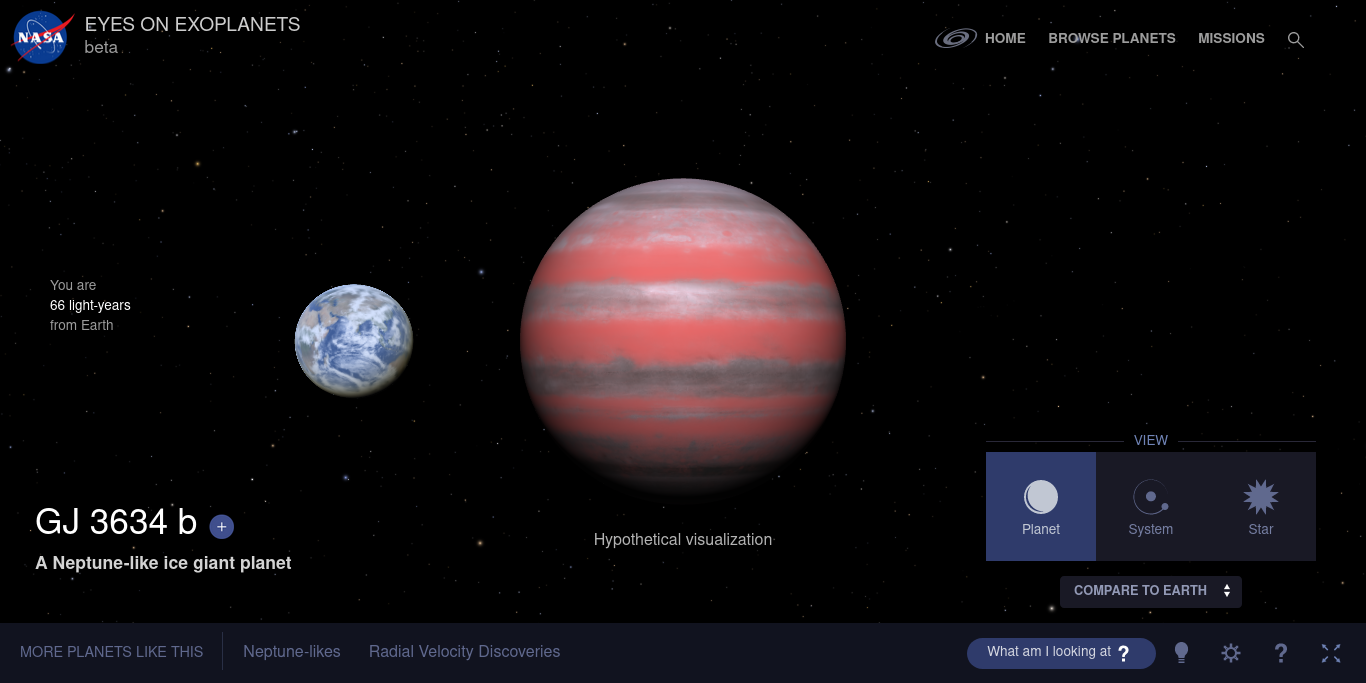 NASA
EYES ON EXOPLANETS
beta
HOME
BROWSE PLANETS
MISSIONS
You are
66 light-years
from Earth
GJ 3634 b +
A Neptune-like ice giant planet
Hypothetical visualization
VIEW
Planet
System
Star
COMPARE TO EARTH
MORE PLANETS LIKE THIS
Neptune-likes
Radial Velocity Discoveries
What am I looking at ?
?